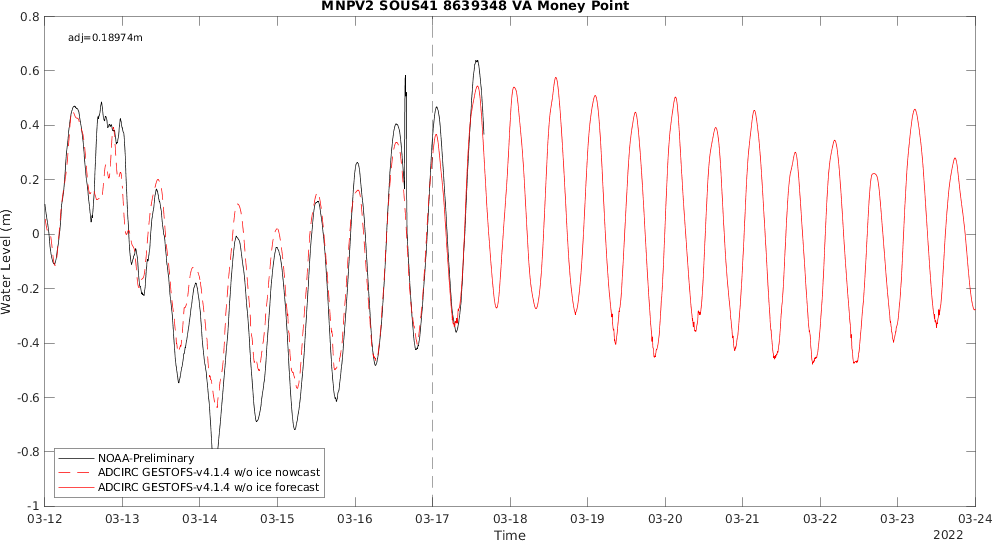 MNPV2 SOUS41 8639348 VA Money Point
adj=0.18974m
0.8
0.6
0.4
0.2
0
-0.2
-0.4
-0.6
-0.8
-1
Water Level (m)
NOAA-Preliminary
ADCIRC GESTOFS-v4.1.4 w/o ice nowcast
ADCIRC GESTOFS-v4.1.4 w/o ice forecast
03-12 03-13 03-14 03-15 03-16 03-17 03-18 03-19 03-20 03-21 03-22 03-23 03-24
Time
2022